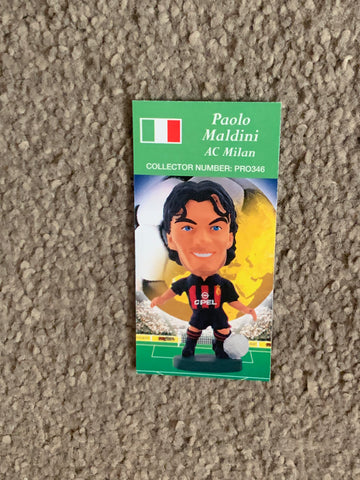 Paolo
Maldini
AC Milan
COLLECTOR NUMBER: PRO346
OPEL